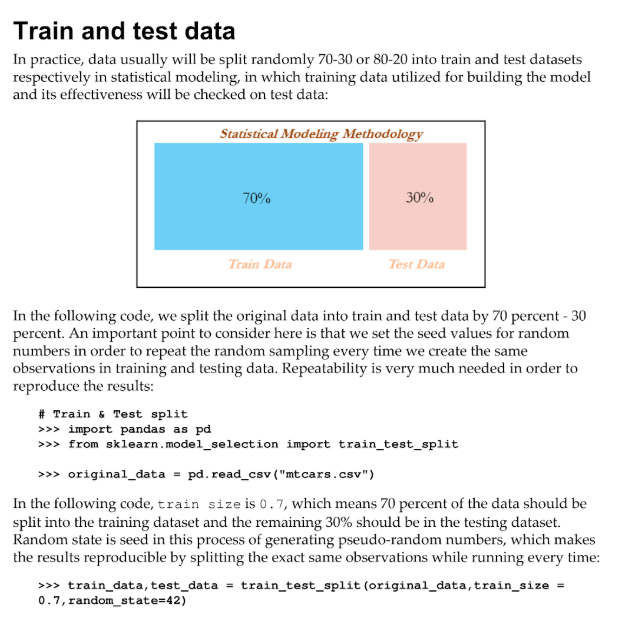 Train and test data
In practice, data usually will be split randomly 70-30 or 80-20 into train and test datasets
respectively in statistical modeling, in which training data utilized for building the model
and its effectiveness will be checked on test data:
Statistical Modeling Methodology
70%
30%
Train Data
Test Data
In the following code, we split the original data into train and test data by 70 percent - 30
percent. An important point to consider here is that we set the seed values for random
numbers in order to repeat the random sampling every time we create the same
observations in training and testing data. Repeatability is very much needed in order to
reproduce the results:
# Train & Test split
>>> import pandas as pd
>>> from sklearn.model_selection import train_test_split
>>> original_data = pd.read_csv("mtcars.csv")
In the following code, train size is 0.7, which means 70 percent of the data should be
split into the training dataset and the remaining 30% should be in the testing dataset.
Random state is seed in this process of generating pseudo-random numbers, which makes
the results reproducible by splitting the exact same observations while running every time:
>>> train_data,test_data = train_test_split(original_data,train_size =
0.7,random_state=42)